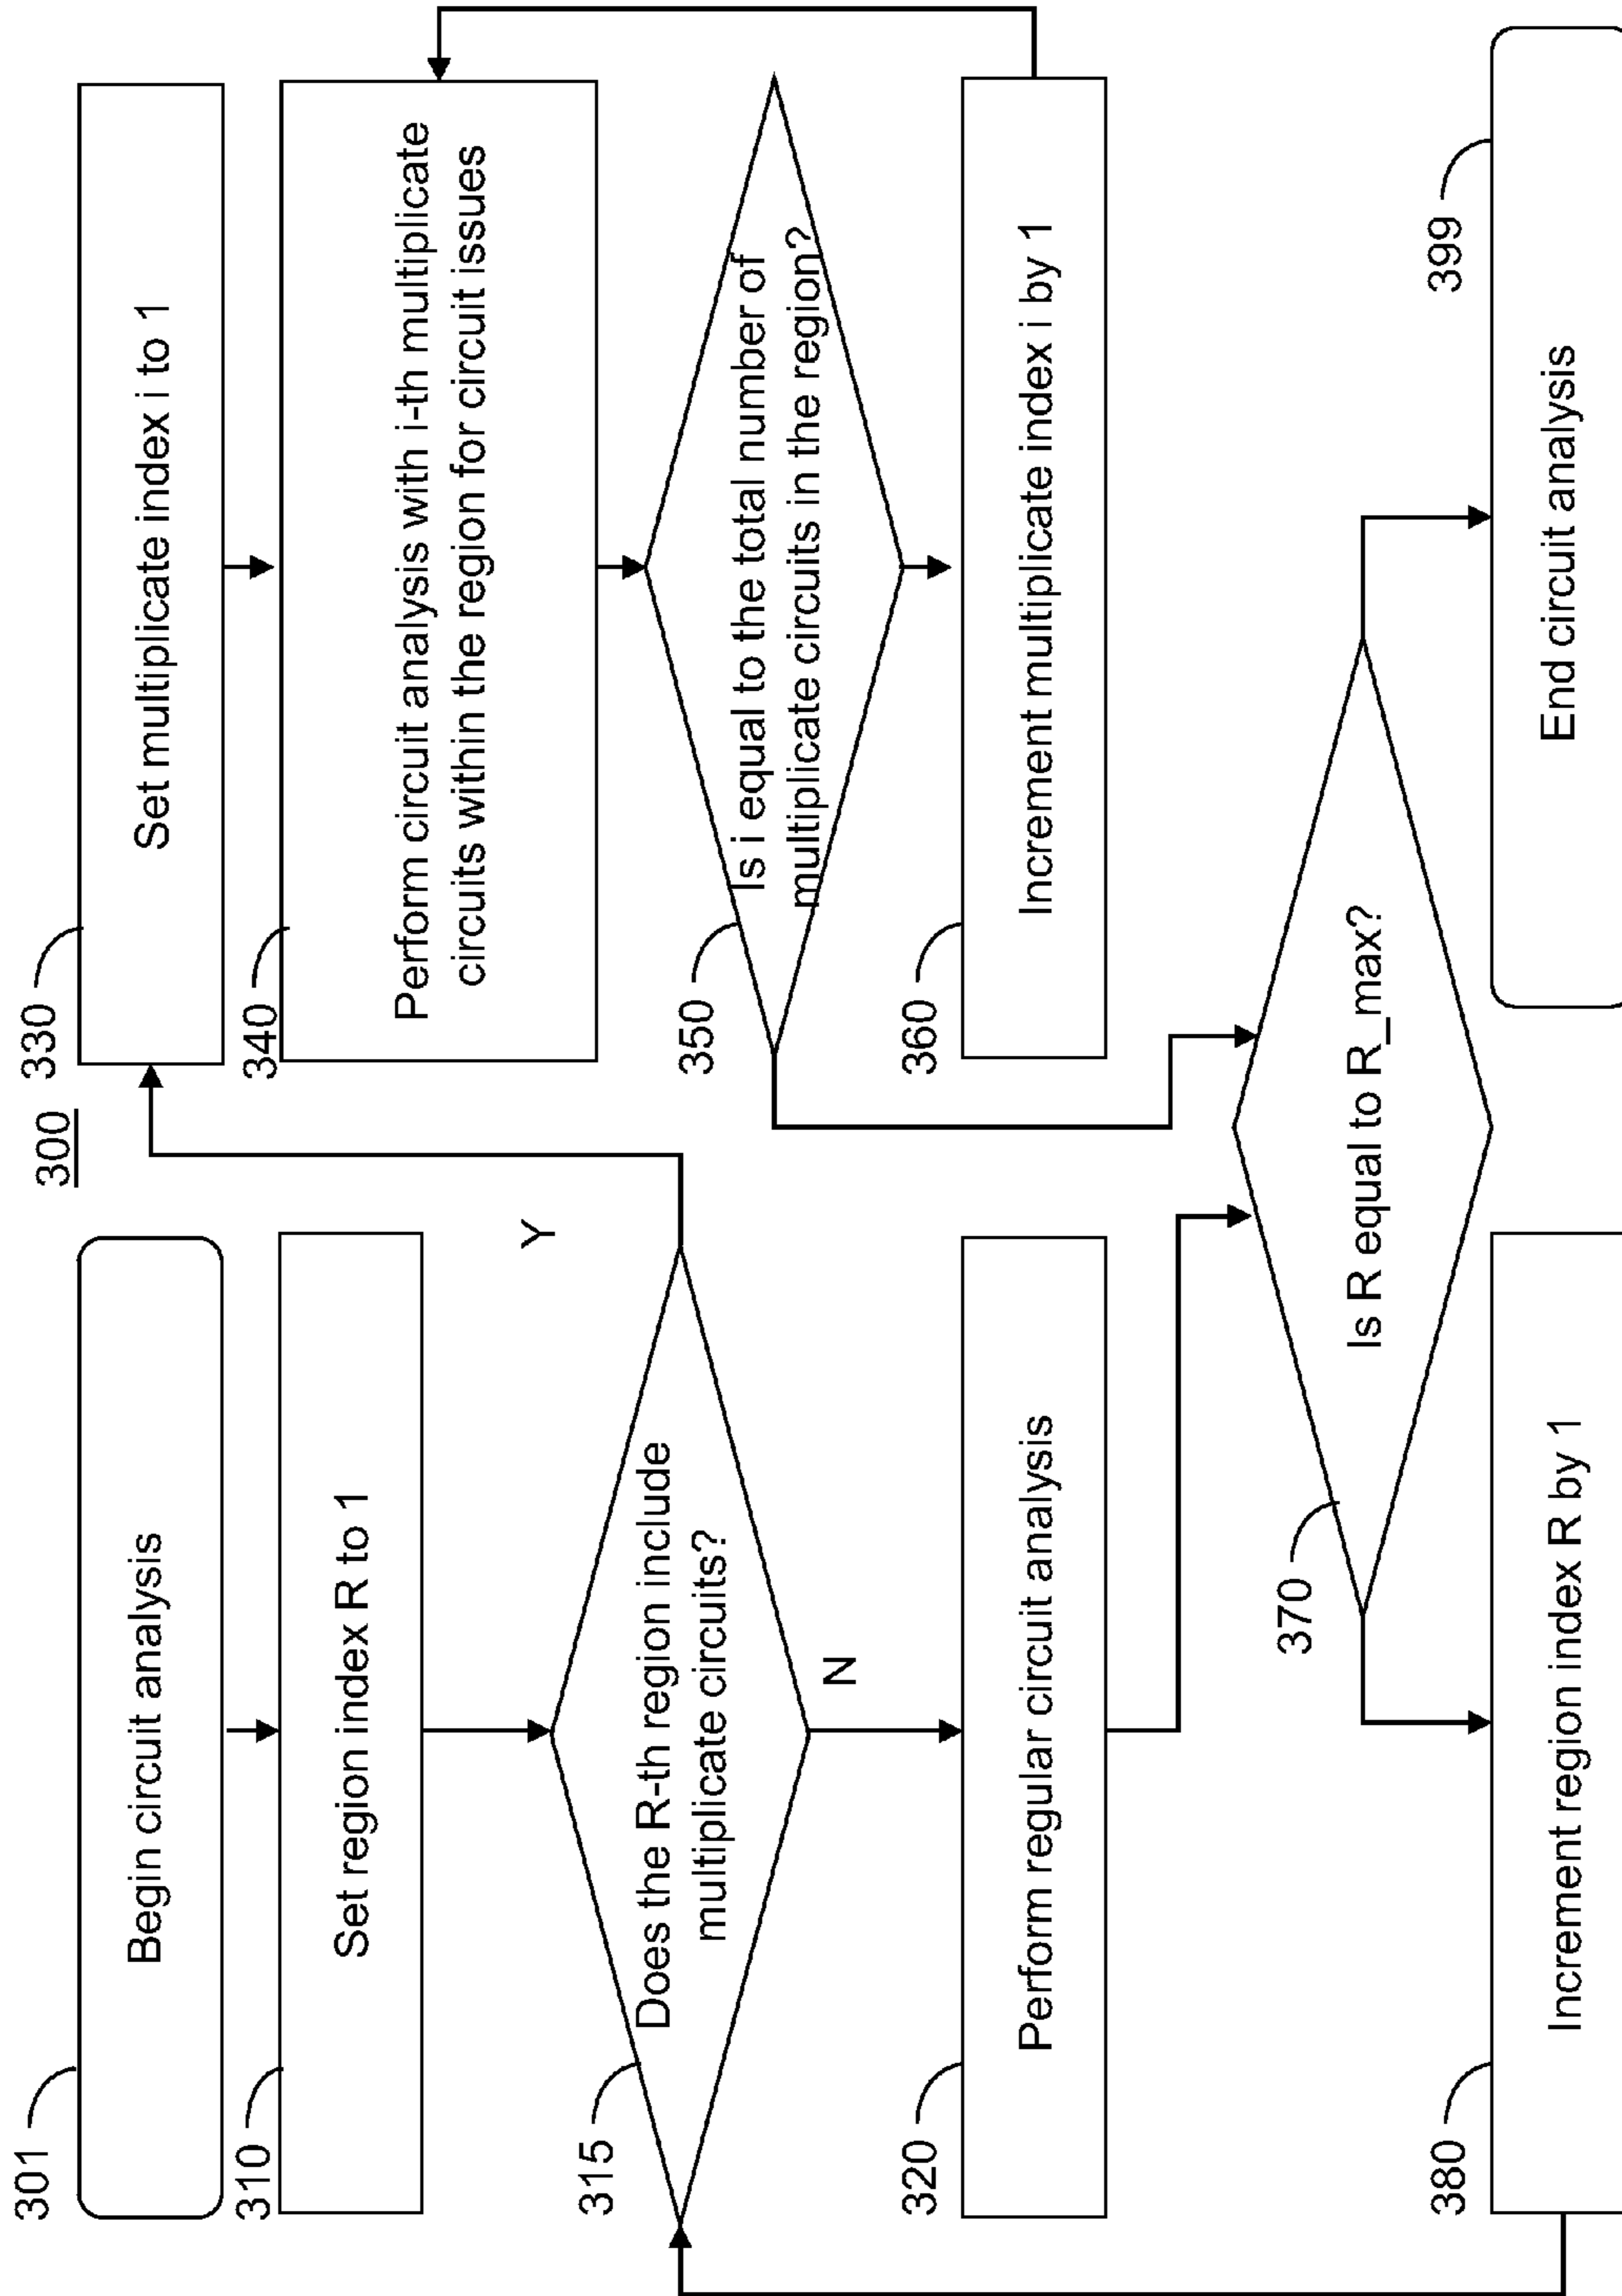 300
301
Begin circuit analysis
310
Set region index R to 1
315
Does the R-th region include
multiplicate circuits?
Y
N
320
Perform regular circuit analysis
330
Set multiplicate index i to 1
340
Perform circuit analysis with i-th multiplicate
circuits within the region for circuit issues
350
Is i equal to the total number of
multiplicate circuits in the region?
360
Increment multiplicate index i by 1
370
Is R equal to R_max?
380
Increment region index R by 1
399
End circuit analysis